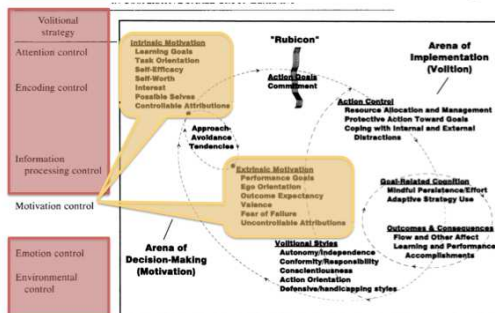 Volitional
strategy
Attention control
Encoding control
Information
processing control
Motivation control
Emotion control
Environmental
control
Intrinsic Motivation
Learning Goals
Task Orientation
Self-Efficacy
Self-Worth
Interest
Possible Selves
Controllable Attributions
"Rubicon"
Action Goals
Commitment
Arena of
Implementation
(Volition)
Action Control
Resource Allocation and Management
Protective Action Toward Goals
Coping with Internal and External
Distractions
Approach-
Avoidance
Tendencies
Extrinsic Motivation
Performance Goals
Ego Orientation
Outcome Expectancy
Valence
Fear of Failure
Uncontrollable Attributions
Goal-Related Cognition
Mindful Persistence/Effort
Adaptive Strategy Use
Outcomes & Consequences
Flow and Other Affect
Learning and Performance
Accomplishments
Arena of
Decision-Making
(Motivation)
Volitional Styles
Autonomy/Independence
Conformity/Responsibility
Conscientiousness
Action Orientation
Defensive/handicapping styles